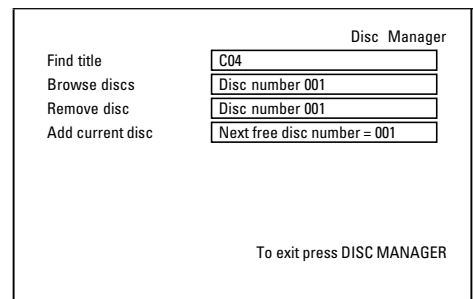 Disc Manager
Find title C04
Browse discs Disc number 001
Remove disc Disc number 001
Add current disc Next free disc number = 001
To exit press DISC MANAGER